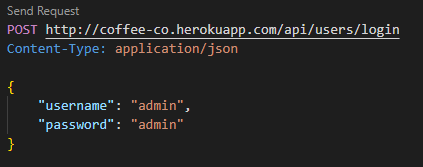 Send Request
POST http://coffee-co.herokuapp.com/api/users/login
Content-Type: application/json
{
"username": "admin",
"password": "admin"
}